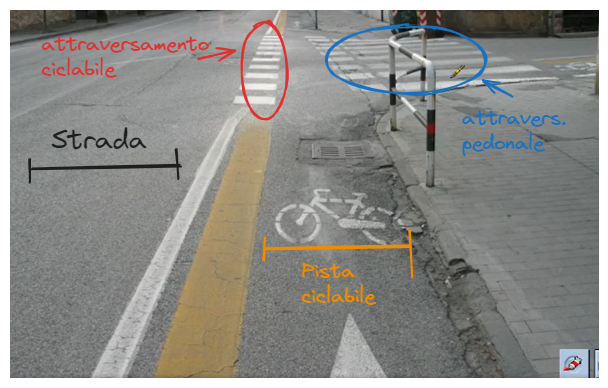 attraversamento
ciclabile
attravers.
pedonale
Strada
Pista
ciclabile